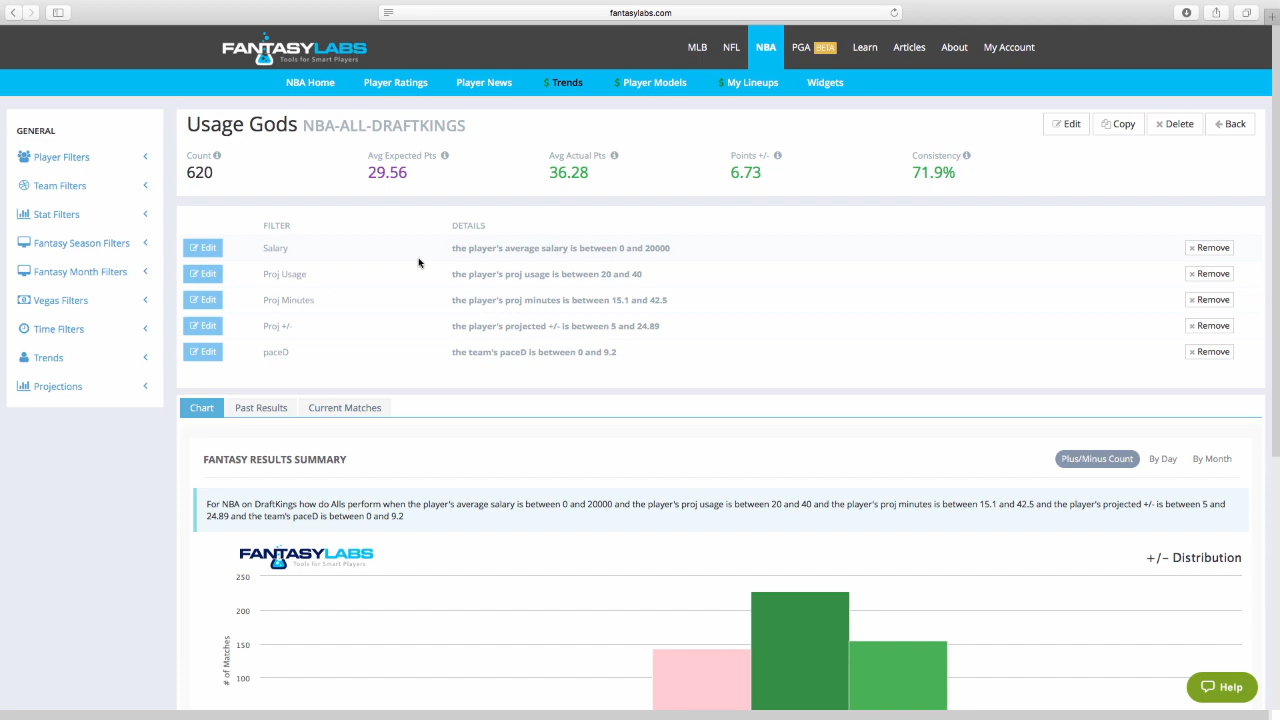 fantasylabs.com
FANTASYLABS
Tools for Smart Players
MLB NFL NBA PGA BETA Learn Articles About My Account
NBA Home Player Ratings Player News $ Trends $ Player Models $ My Lineups Widgets
GENERAL
Player Filters
Team Filters
Stat Filters
Fantasy Season Filters
Fantasy Month Filters
Vegas Filters
Time Filters
Trends
Projections
Usage Gods NBA-ALL-DRAFTKINGS
Edit Copy Delete Back
Count Avg Expected Pts Avg Actual Pts Points +/- Consistency
620 29.56 36.28 6.73 71.9%
FILTER DETAILS
Edit Salary the player's average salary is between 0 and 20000 Remove
Edit Proj Usage the player's proj usage is between 20 and 40 Remove
Edit Proj Minutes the player's proj minutes is between 15.1 and 42.5 Remove
Edit Proj +/- the player's projected +/- is between 5 and 24.89 Remove
Edit paceD the team's paceD is between 0 and 9.2 Remove
Chart Past Results Current Matches
FANTASY RESULTS SUMMARY
Plus/Minus Count By Day By Month
For NBA on DraftKings how do Alls perform when the player's average salary is between 0 and 20000 and the player's proj usage is between 20 and 40 and the player's proj minutes is between 15.1 and 42.5 and the player's projected +/- is between 5 and
24.89 and the team's paceD is between 0 and 9.2
FANTASYLABS
Tools for Smart Players
+/- Distribution
250
200
150
100
# of Matches
Help